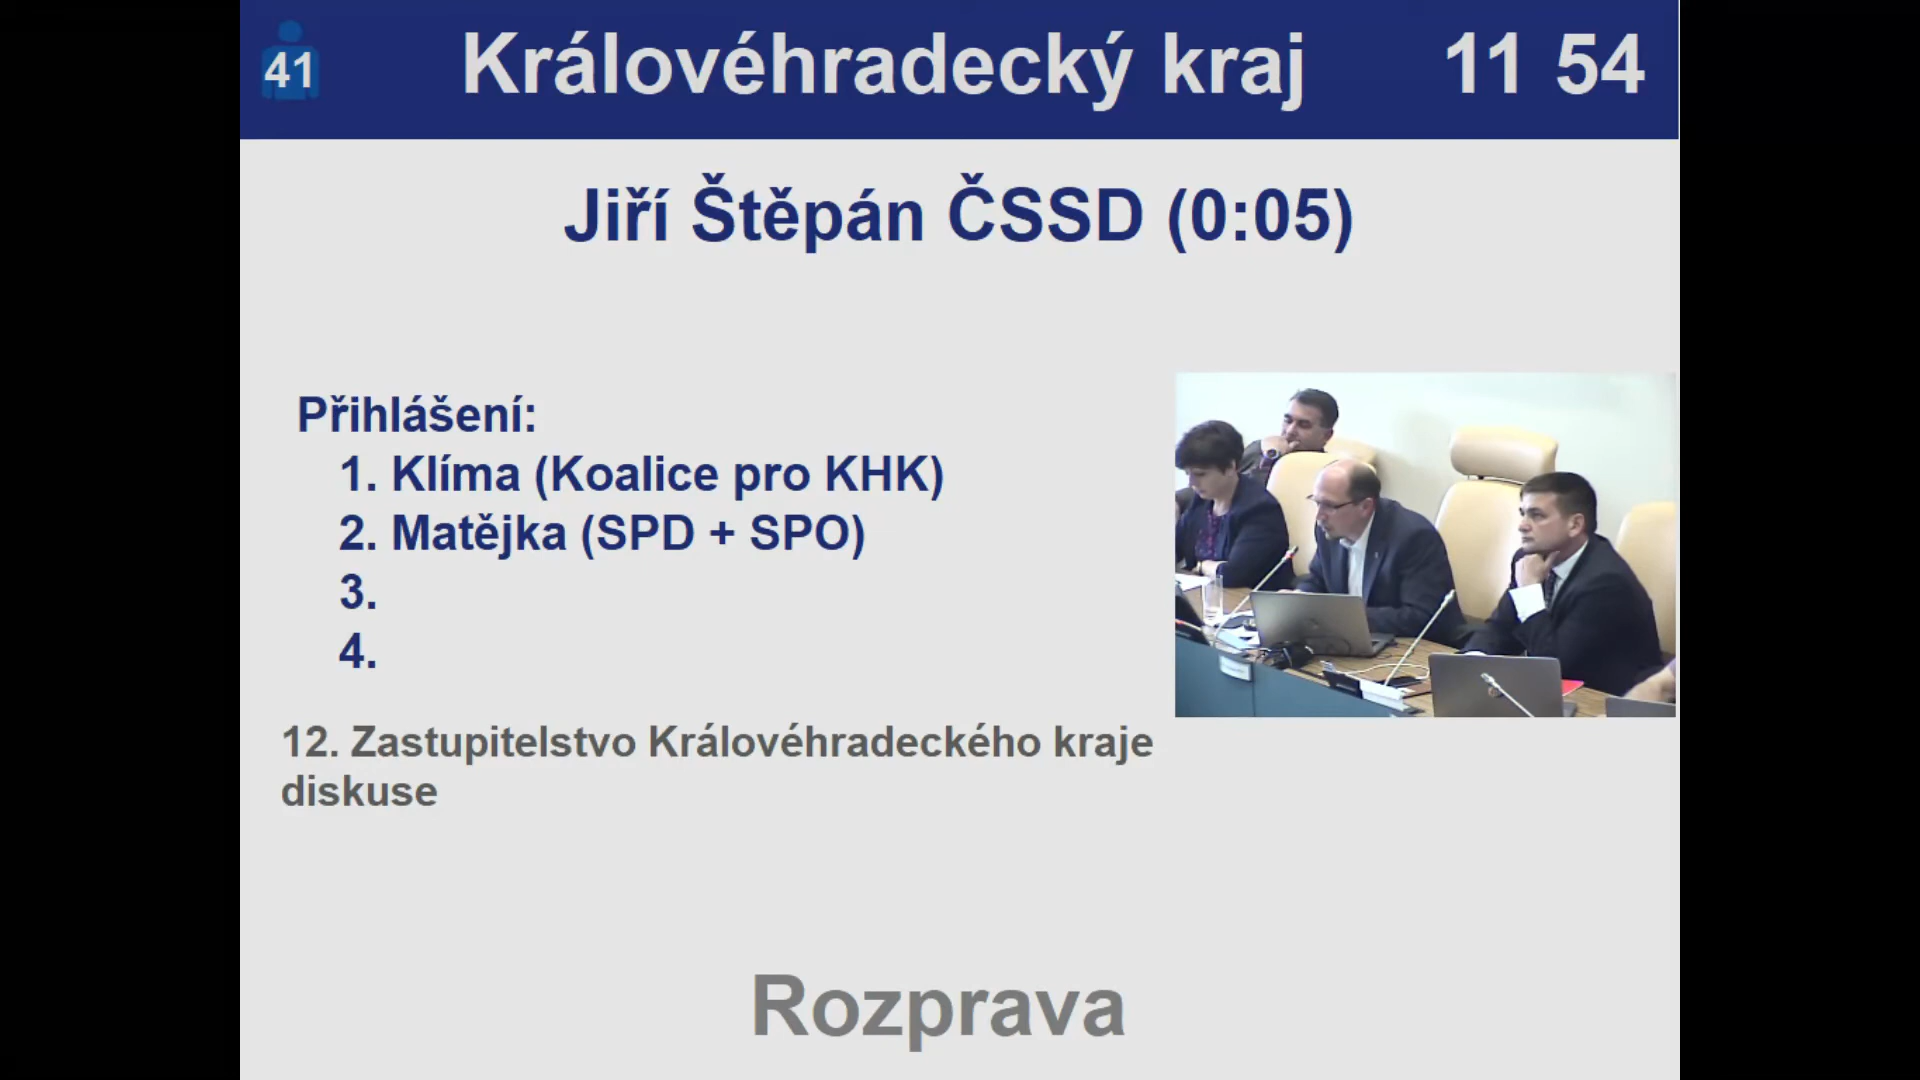 41
Královéhradecký kraj
11 54
Jiří Štěpán ČSSD (0:05)
Přihlášení:
1. Klíma (Koalice pro KHK)
2. Matějka (SPD + SPO)
3.
4.
12. Zastupitelstvo Královéhradeckého kraje
diskuse
Rozprava